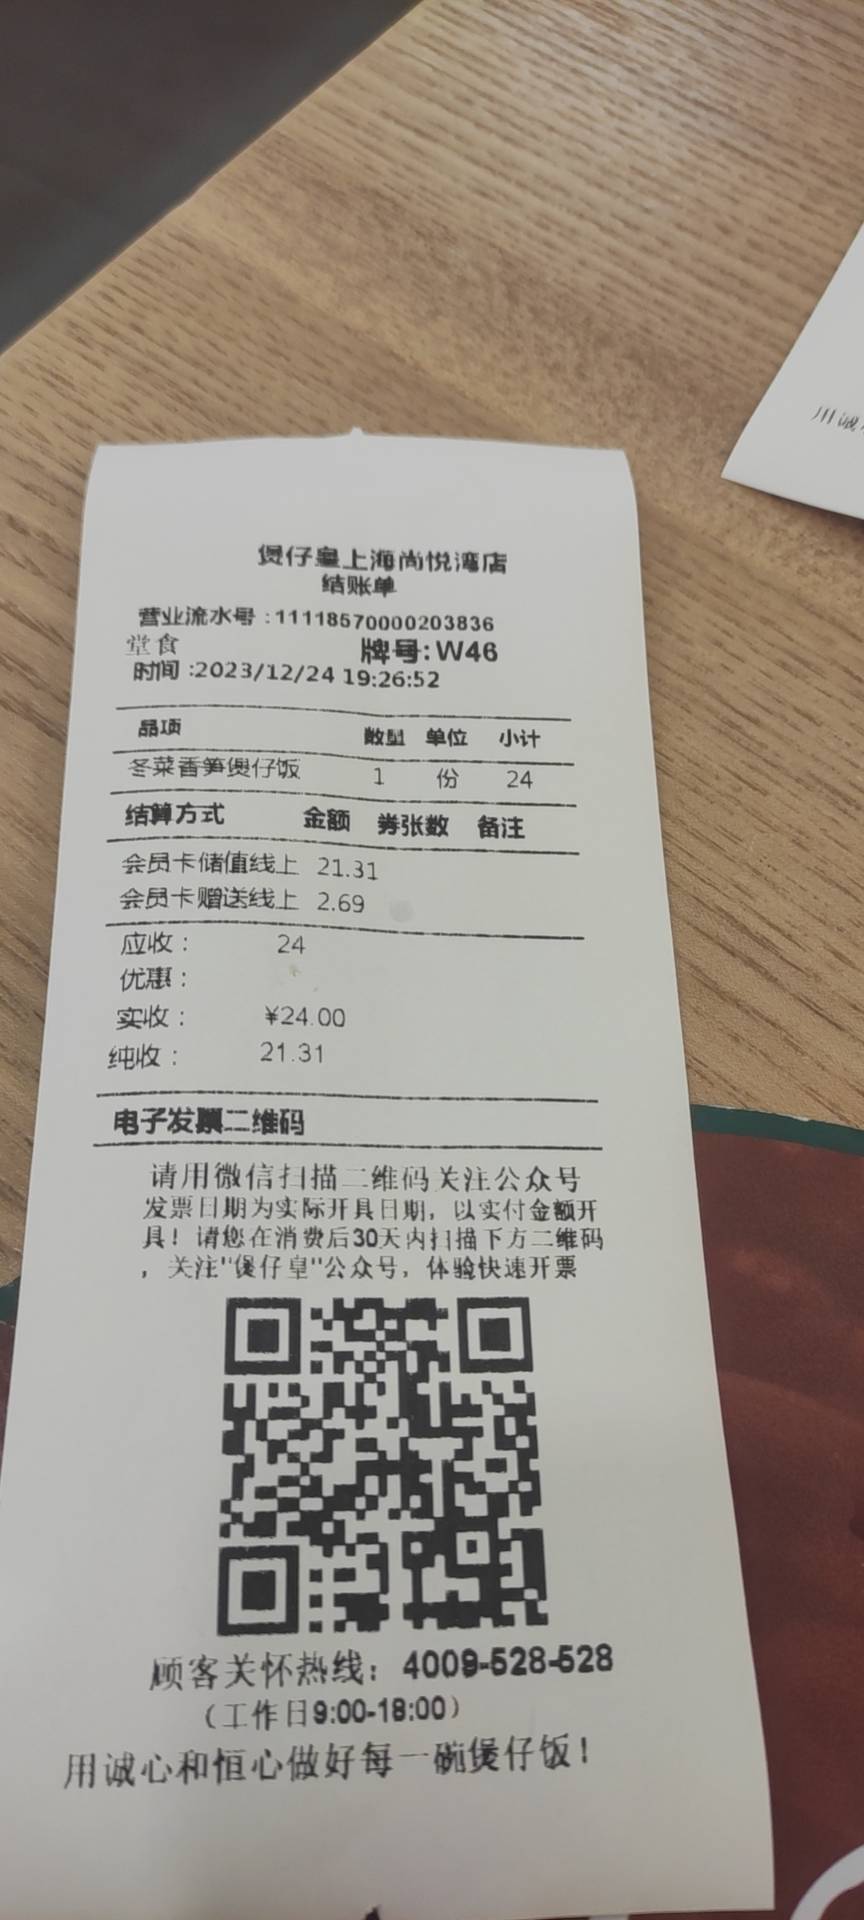 煲仔皇上海尚悦湾店
结账单
营业流水号:11118570000203836
堂食 牌号:W46
时间:2023/12/24 19:26:52
品项 数量 单位 小计
冬菜香笋煲仔饭 1 份 24
结算方式 金额 券张数 备注
会员卡储值线上 21.31
会员卡赠送线上 2.69
应收: 24
优惠:
实收: ¥24.00
纯收: 21.31
电子发票二维码
请用微信扫描二维码关注公众号
发票日期为实际开具日期，以实付金额开
具！请您在消费后30天内扫描下方二维码
，关注"煲仔皇"公众号，体验快速开票
顾客关怀热线：4009-528-528
（工作日9:00-18:00）
用诚心和恒心做好每一碗煲仔饭！
用诚